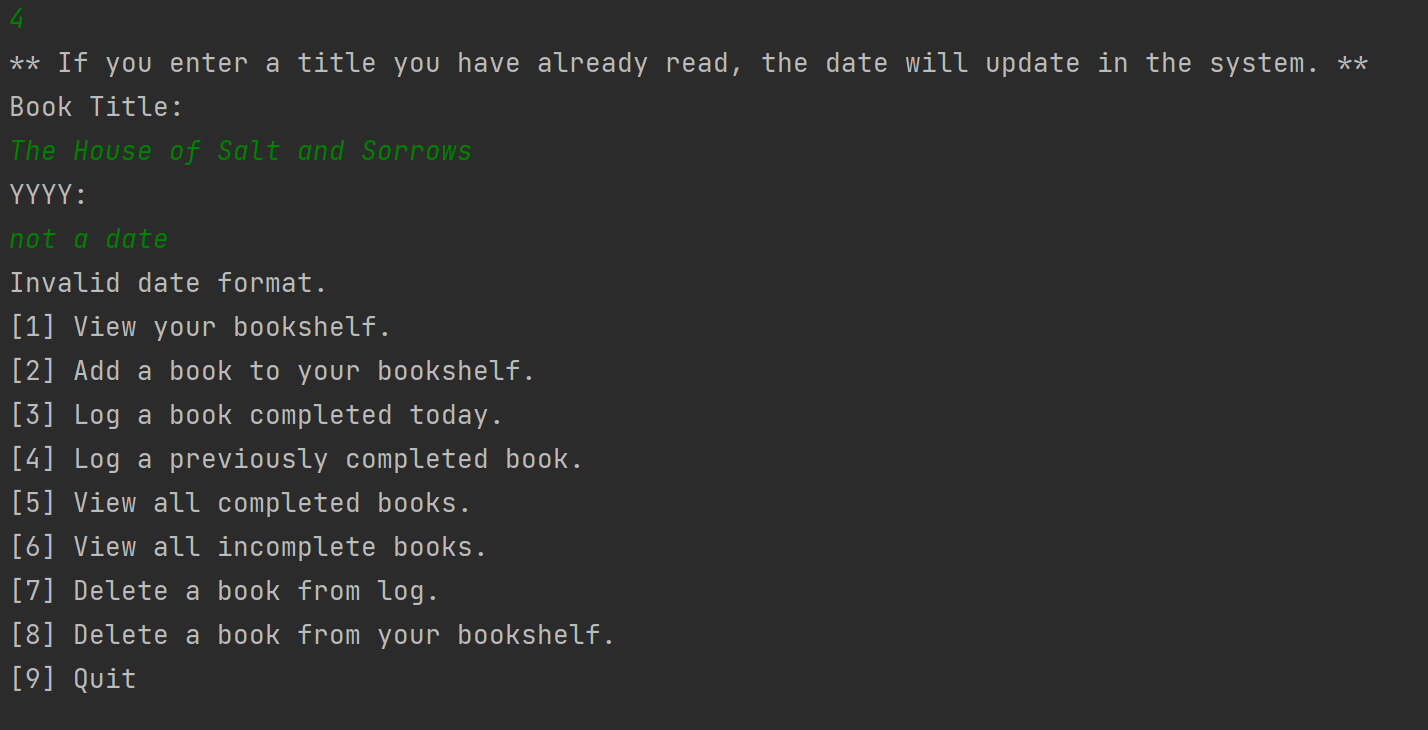 4
** If you enter a title you have already read, the date will update in the system. **
Book Title:
The House of Salt and Sorrows
YYYY:
not a date
Invalid date format.
[1] View your bookshelf.
[2] Add a book to your bookshelf.
[3] Log a book completed today.
[4] Log a previously completed book.
[5] View all completed books.
[6] View all incomplete books.
[7] Delete a book from log.
[8] Delete a book from your bookshelf.
[9] Quit